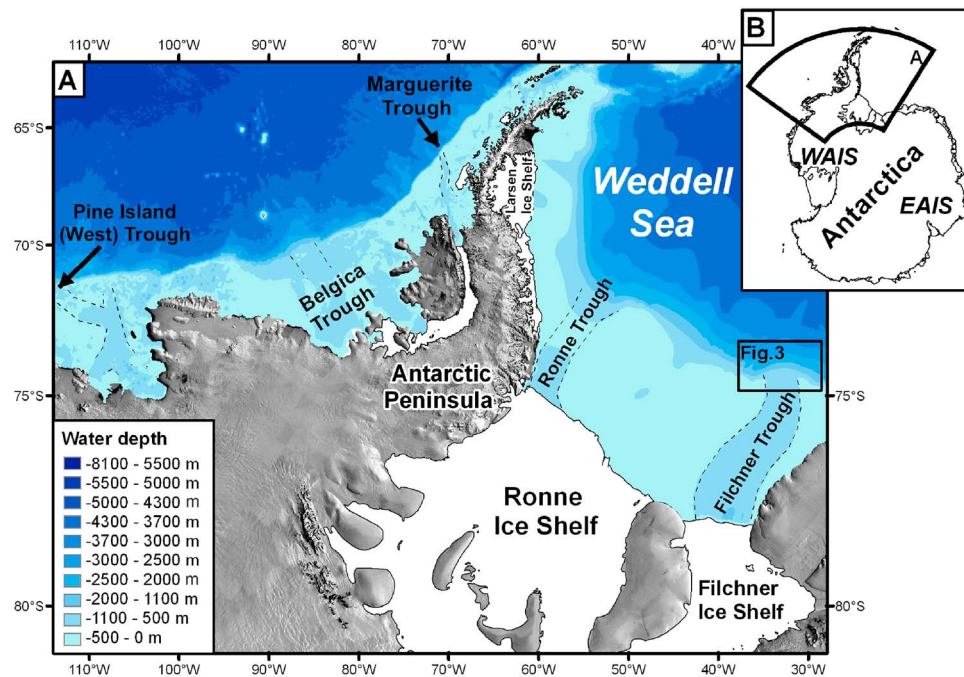 110°W 100°W 90°W 80°W 70°W 60°W 50°W 40°W
A
B
A
Marguerite
Trough
65°S
WAIS
Antarctica
EAIS
Larsen
Ice Shelf
Weddell
Sea
Pine Island
(West) Trough
70°S
Belgica
Trough
Ronne Trough
Fig.3
Antarctic
Peninsula
75°S
75°S
Filchner Trough
Water depth
-8100 - 5500 m
-5500 - 5000 m
-5000 - 4300 m
-4300 - 3700 m
-3700 - 3000 m
-3000 - 2500 m
-2500 - 2000 m
-2000 - 1100 m
-1100 - 500 m
-500 - 0 m
Ronne
Ice Shelf
Filchner
Ice Shelf
80°S
80°S
110°W 100°W 90°W 80°W 70°W 60°W 50°W 40°W 30°W